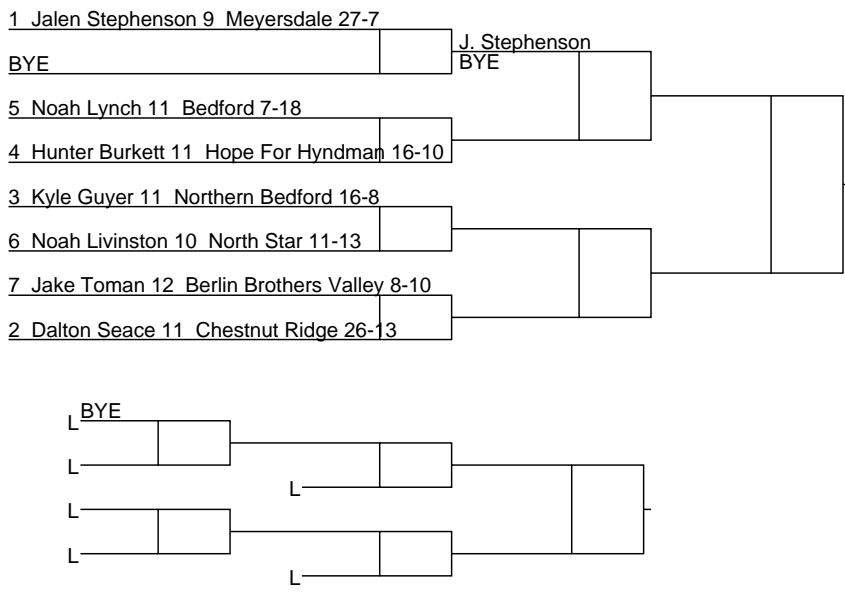 1 Jalen Stephenson 9 Meyersdale 27-7
J. Stephenson
BYE
BYE
5 Noah Lynch 11 Bedford 7-18
4 Hunter Burkett 11 Hope For Hyndman 16-10
3 Kyle Guyer 11 Northern Bedford 16-8
6 Noah Livinston 10 North Star 11-13
7 Jake Toman 12 Berlin Brothers Valley 8-10
2 Dalton Seace 11 Chestnut Ridge 26-13
L BYE
L
L
L
L
L